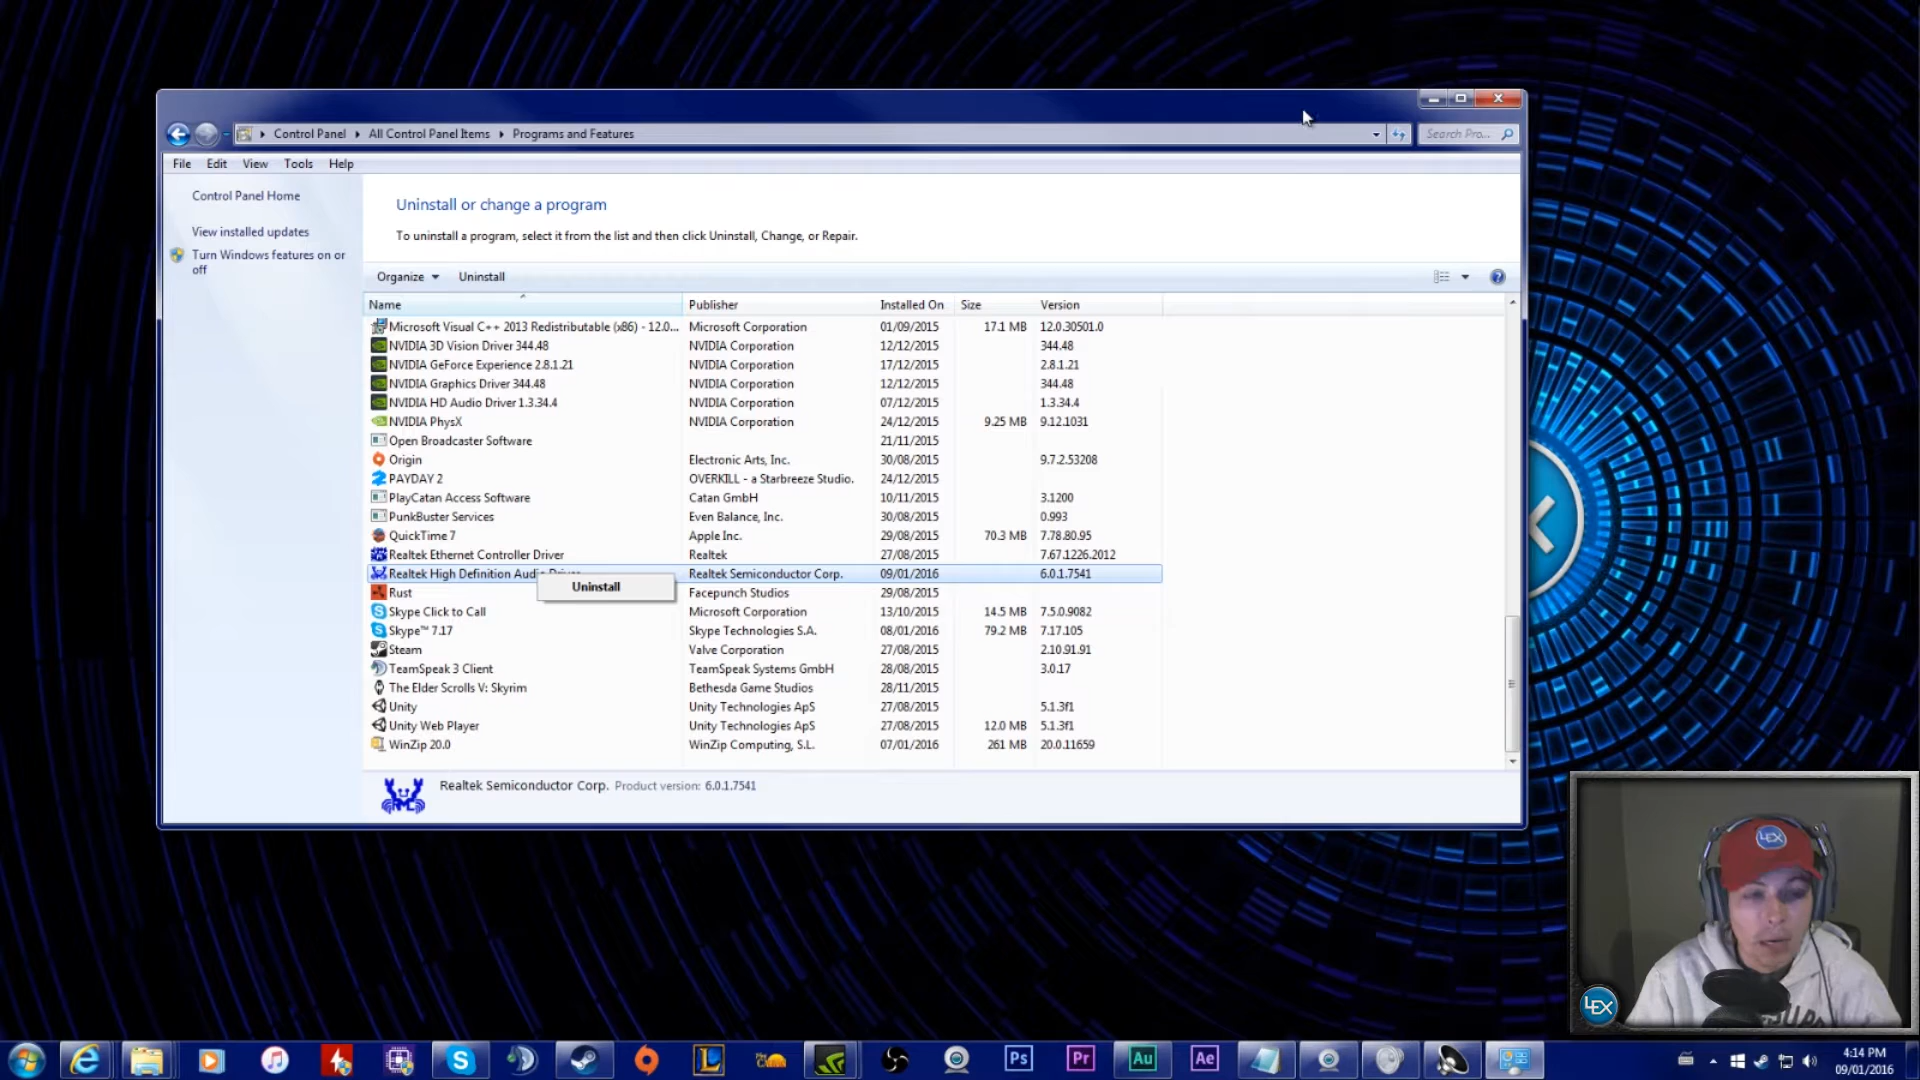 Control Panel All Control Panel Items Programs and Features
Search Pro...
File Edit View Tools Help
Control Panel Home
View installed updates
Turn Windows features on or
off
Uninstall or change a program
To uninstall a program, select it from the list and then click Uninstall, Change, or Repair.
Organize Uninstall
Name Publisher Installed On Size Version
Microsoft Visual C++ 2013 Redistributable (x86) - 12.0... Microsoft Corporation 01/09/2015 17.1 MB 12.0.30501.0
NVIDIA 3D Vision Driver 344.48 NVIDIA Corporation 12/12/2015 344.48
NVIDIA GeForce Experience 2.8.1.21 NVIDIA Corporation 17/12/2015 2.8.1.21
NVIDIA Graphics Driver 344.48 NVIDIA Corporation 12/12/2015 344.48
NVIDIA HD Audio Driver 1.3.34.4 NVIDIA Corporation 07/12/2015 1.3.34.4
NVIDIA PhysX NVIDIA Corporation 24/12/2015 9.25 MB 9.12.1031
Open Broadcaster Software 21/11/2015
Origin Electronic Arts, Inc. 30/08/2015 9.7.2.53208
PAYDAY 2 OVERKILL - a Starbreeze Studio. 24/12/2015
PlayCatan Access Software Catan GmbH 10/11/2015 3.1200
PunkBuster Services Even Balance, Inc. 30/08/2015 0.993
QuickTime 7 Apple Inc. 29/08/2015 70.3 MB 7.78.80.95
Realtek Ethernet Controller Driver Realtek 27/08/2015 7.67.1226.2012
Realtek High Definition Audio Driver Realtek Semiconductor Corp. 09/01/2016 6.0.1.7541
Uninstall
Rust Facepunch Studios 29/08/2015
Skype Click to Call Microsoft Corporation 13/10/2015 14.5 MB 7.5.0.9082
Skype™ 7.17 Skype Technologies S.A. 08/01/2016 79.2 MB 7.17.105
Steam Valve Corporation 27/08/2015 2.10.91.91
TeamSpeak 3 Client TeamSpeak Systems GmbH 28/08/2015 3.0.17
The Elder Scrolls V: Skyrim Bethesda Game Studios 28/11/2015
Unity Unity Technologies ApS 27/08/2015 5.1.3f1
Unity Web Player Unity Technologies ApS 27/08/2015 12.0 MB 5.1.3f1
WinZip 20.0 WinZip Computing, S.L. 07/01/2016 261 MB 20.0.11659
Realtek Semiconductor Corp. Product version: 6.0.1.7541
LEX
LEX
Ps Pr Au Ae
4:14 PM
09/01/2016